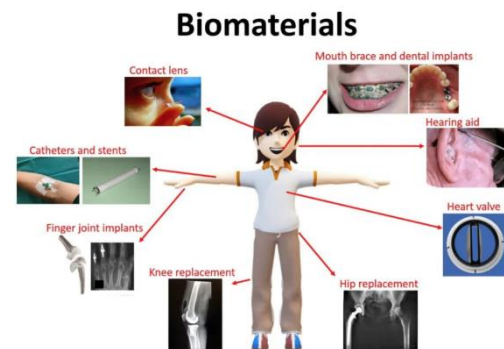 Biomaterials
Mouth brace and dental implants
Contact lens
Hearing aid
Catheters and stents
Heart valve
Finger joint implants
Knee replacement
Hip replacement